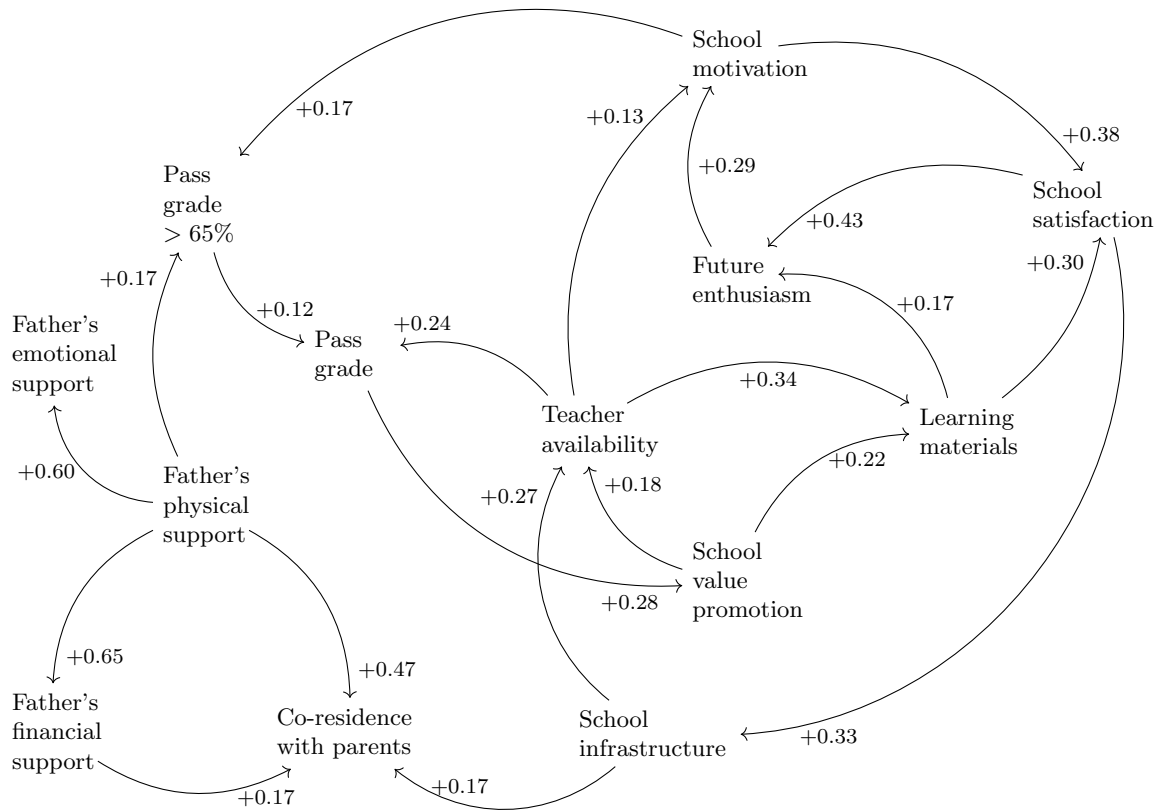 School
motivation
+0.17
+0.13
+0.38
Pass
grade
> 65%
+0.29
School
satisfaction
+0.43
+0.17
Future
enthusiasm
+0.30
+0.12
+0.24
+0.17
Father's
emotional
support
Pass
grade
+0.34
Teacher
availability
Learning
materials
+0.60
Father's
physical
support
+0.27
+0.18
+0.22
School
value
promotion
+0.28
+0.65
+0.47
Father's
financial
support
Co-residence
with parents
School
infrastructure
+0.33
+0.17
+0.17